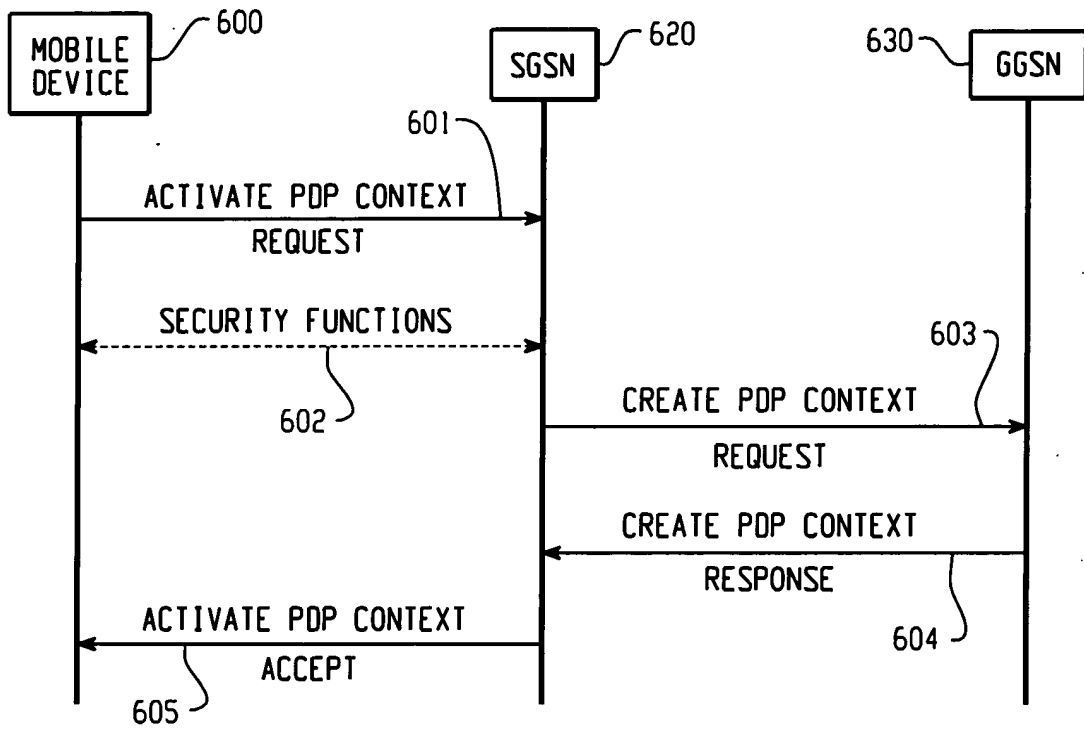 600
MOBILE
DEVICE
620
SGSN
630
GGSN
601
ACTIVATE PDP CONTEXT
REQUEST
SECURITY FUNCTIONS
602
603
CREATE PDP CONTEXT
REQUEST
CREATE PDP CONTEXT
RESPONSE
604
ACTIVATE PDP CONTEXT
ACCEPT
605